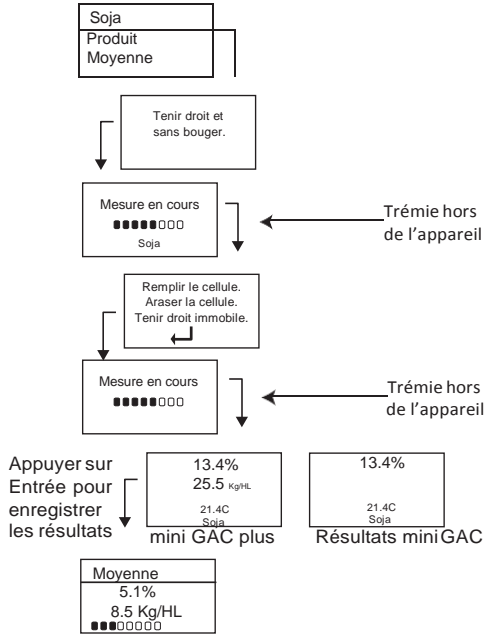 Soja
Produit
Moyenne
Tenir droit et
sans bouger.
Mesure en cours
Soja
Trémie hors
de l'appareil
Remplir le cellule.
Araser la cellule.
Tenir droit immobile.
Mesure en cours
Trémie hors
de l'appareil
Appuyer sur
Entrée pour
enregistrer
les résultats
13.4%
25.5 Kg/HL
21.4C
Soja
mini GAC plus
13.4%
21.4C
Soja
Résultats mini GAC
Moyenne
5.1%
8.5 Kg/HL